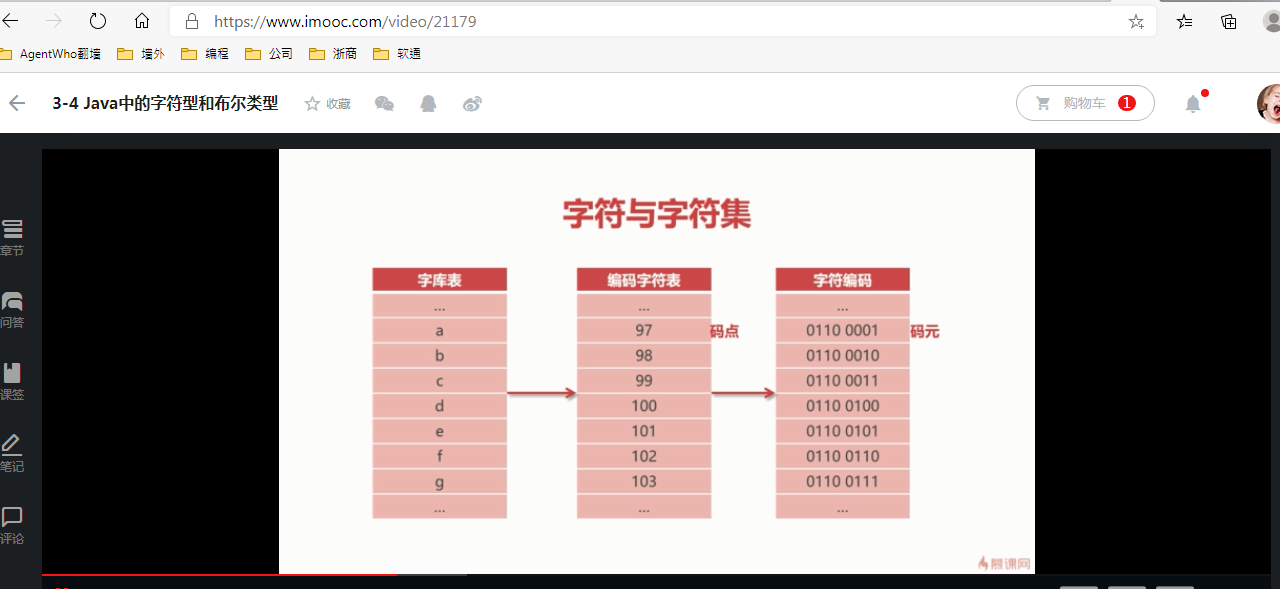 https://www.imooc.com/video/21179
AgentWho翻墙 墙外 编程 公司 浙商 软通
3-4 Java中的字符型和布尔类型 收藏 购物车 1
章节
问答
课签
笔记
评论
字符与字符集
字库表 编码字符表 字符编码
... ... ...
a 97 码点 0110 0001 码元
b 98 0110 0010
c 99 0110 0011
d 100 0110 0100
e 101 0110 0101
f 102 0110 0110
g 103 0110 0111
... ... ...
慕课网